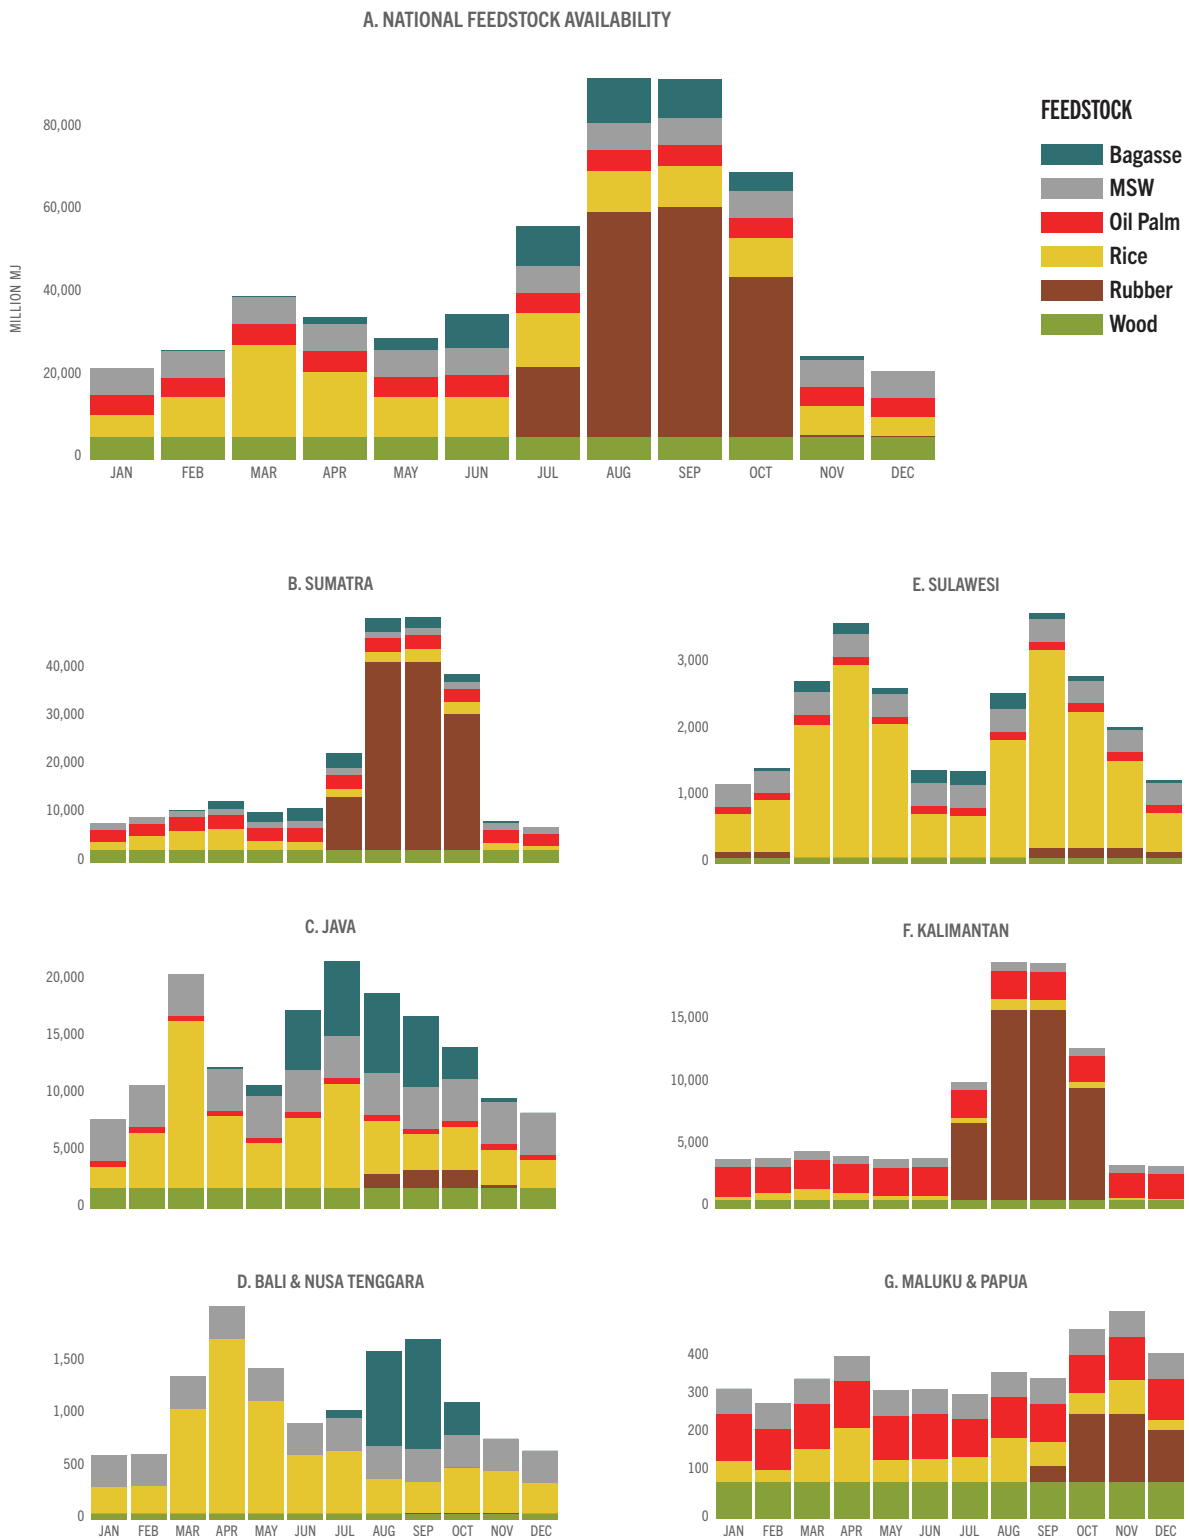 A. NATIONAL FEEDSTOCK AVAILABILITY
MILLION MJ
80,000
60,000
40,000
20,000
0
JAN FEB MAR APR MAY JUN JUL AUG SEP OCT NOV DEC
FEEDSTOCK
Bagasse
MSW
Oil Palm
Rice
Rubber
Wood
B. SUMATRA
40,000
30,000
20,000
10,000
0
E. SULAWESI
3,000
2,000
1,000
0
C. JAVA
20,000
15,000
10,000
5,000
0
F. KALIMANTAN
15,000
10,000
5,000
0
D. BALI & NUSA TENGGARA
1,500
1,000
500
0
JAN FEB MAR APR MAY JUN JUL AUG SEP OCT NOV DEC
G. MALUKU & PAPUA
400
300
200
100
0
JAN FEB MAR APR MAY JUN JUL AUG SEP OCT NOV DEC